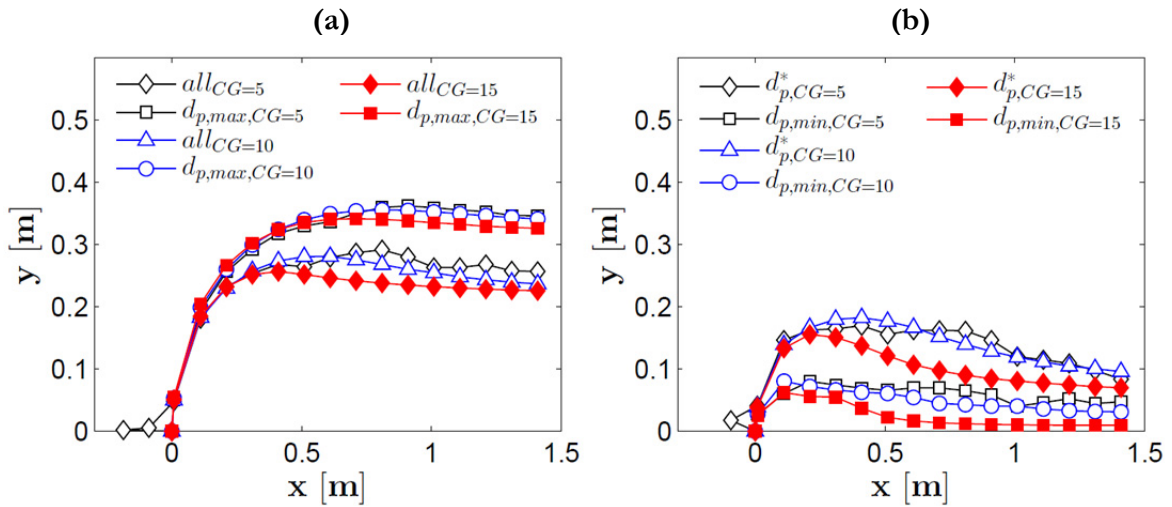 (a)
all_{CG=5}
all_{CG=15}
d_{p,max,CG=5}
d_{p,max,CG=15}
all_{CG=10}
d_{p,max,CG=10}
0.5
0.4
0.3
0.2
0.1
0
y [m]
0 0.5 1 1.5
x [m]
(b)
d^*_{p,CG=5}
d^*_{p,CG=15}
d_{p,min,CG=5}
d_{p,min,CG=15}
d^*_{p,CG=10}
d_{p,min,CG=10}
0.5
0.4
0.3
0.2
0.1
0
y [m]
0 0.5 1 1.5
x [m]